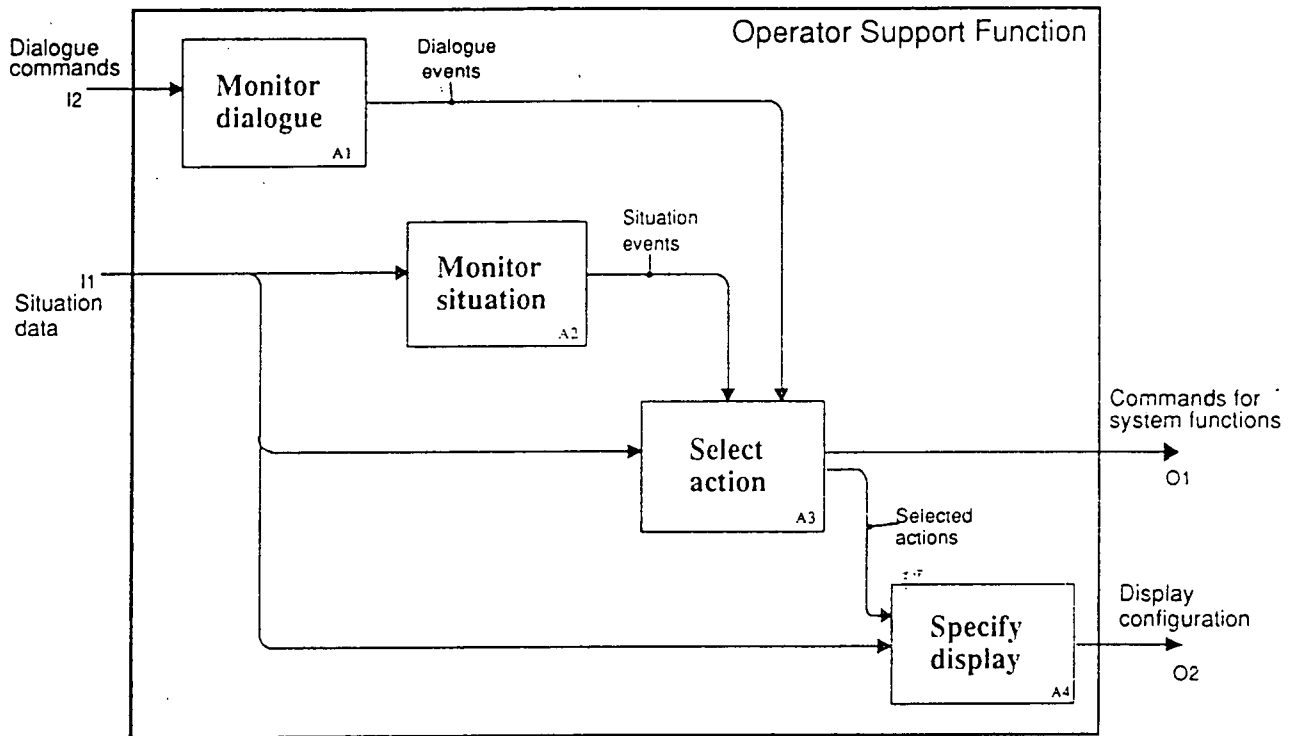 Operator Support Function
Dialogue
commands
I2
Monitor
dialogue
A1
Dialogue
events
I1
Situation
data
Monitor
situation
A2
Situation
events
Select
action
A3
Commands for
system functions
O1
Selected
actions
Specify
display
A4
Display
configuration
O2